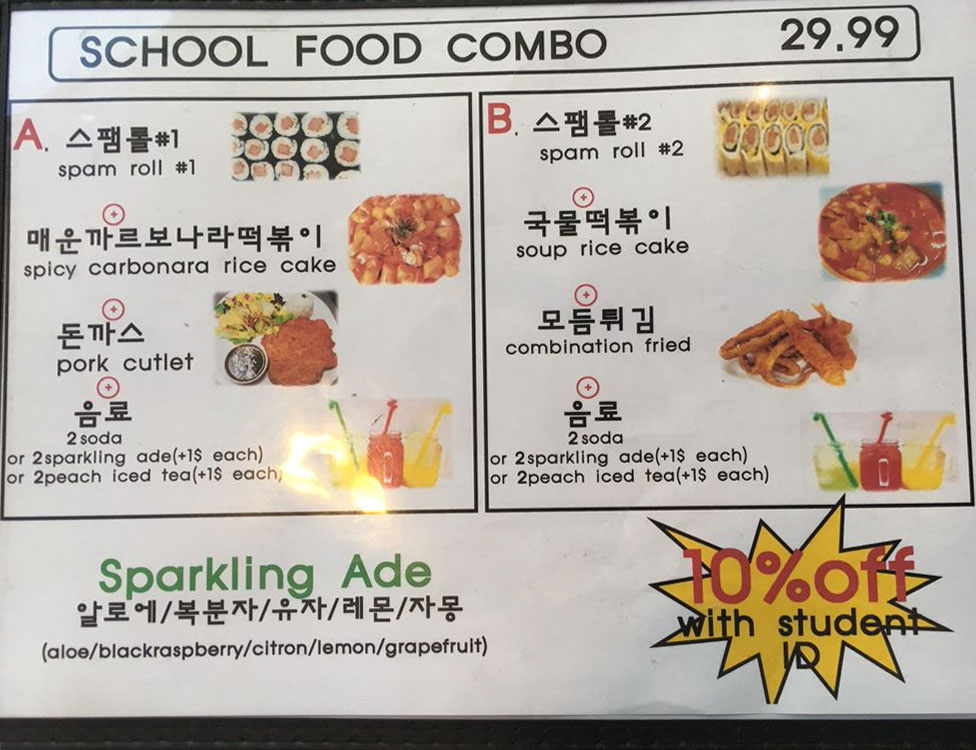 SCHOOL FOOD COMBO 29.99
A. 스팸롤#1
spam roll #1
+
매운까르보나라떡볶이
spicy carbonara rice cake
+
돈까스
pork cutlet
+
음료
2soda
or 2sparkling ade(+1$ each)
or 2peach iced tea(+1$ each)
B. 스팸롤#2
spam roll #2
+
국물떡볶이
soup rice cake
+
모듬튀김
combination fried
+
음료
2soda
or 2sparkling ade(+1$ each)
or 2peach iced tea(+1$ each)
Sparkling Ade
알로에/복분자/유자/레몬/자몽
(aloe/blackraspberry/citron/lemon/grapefruit)
10%off
with student
ID